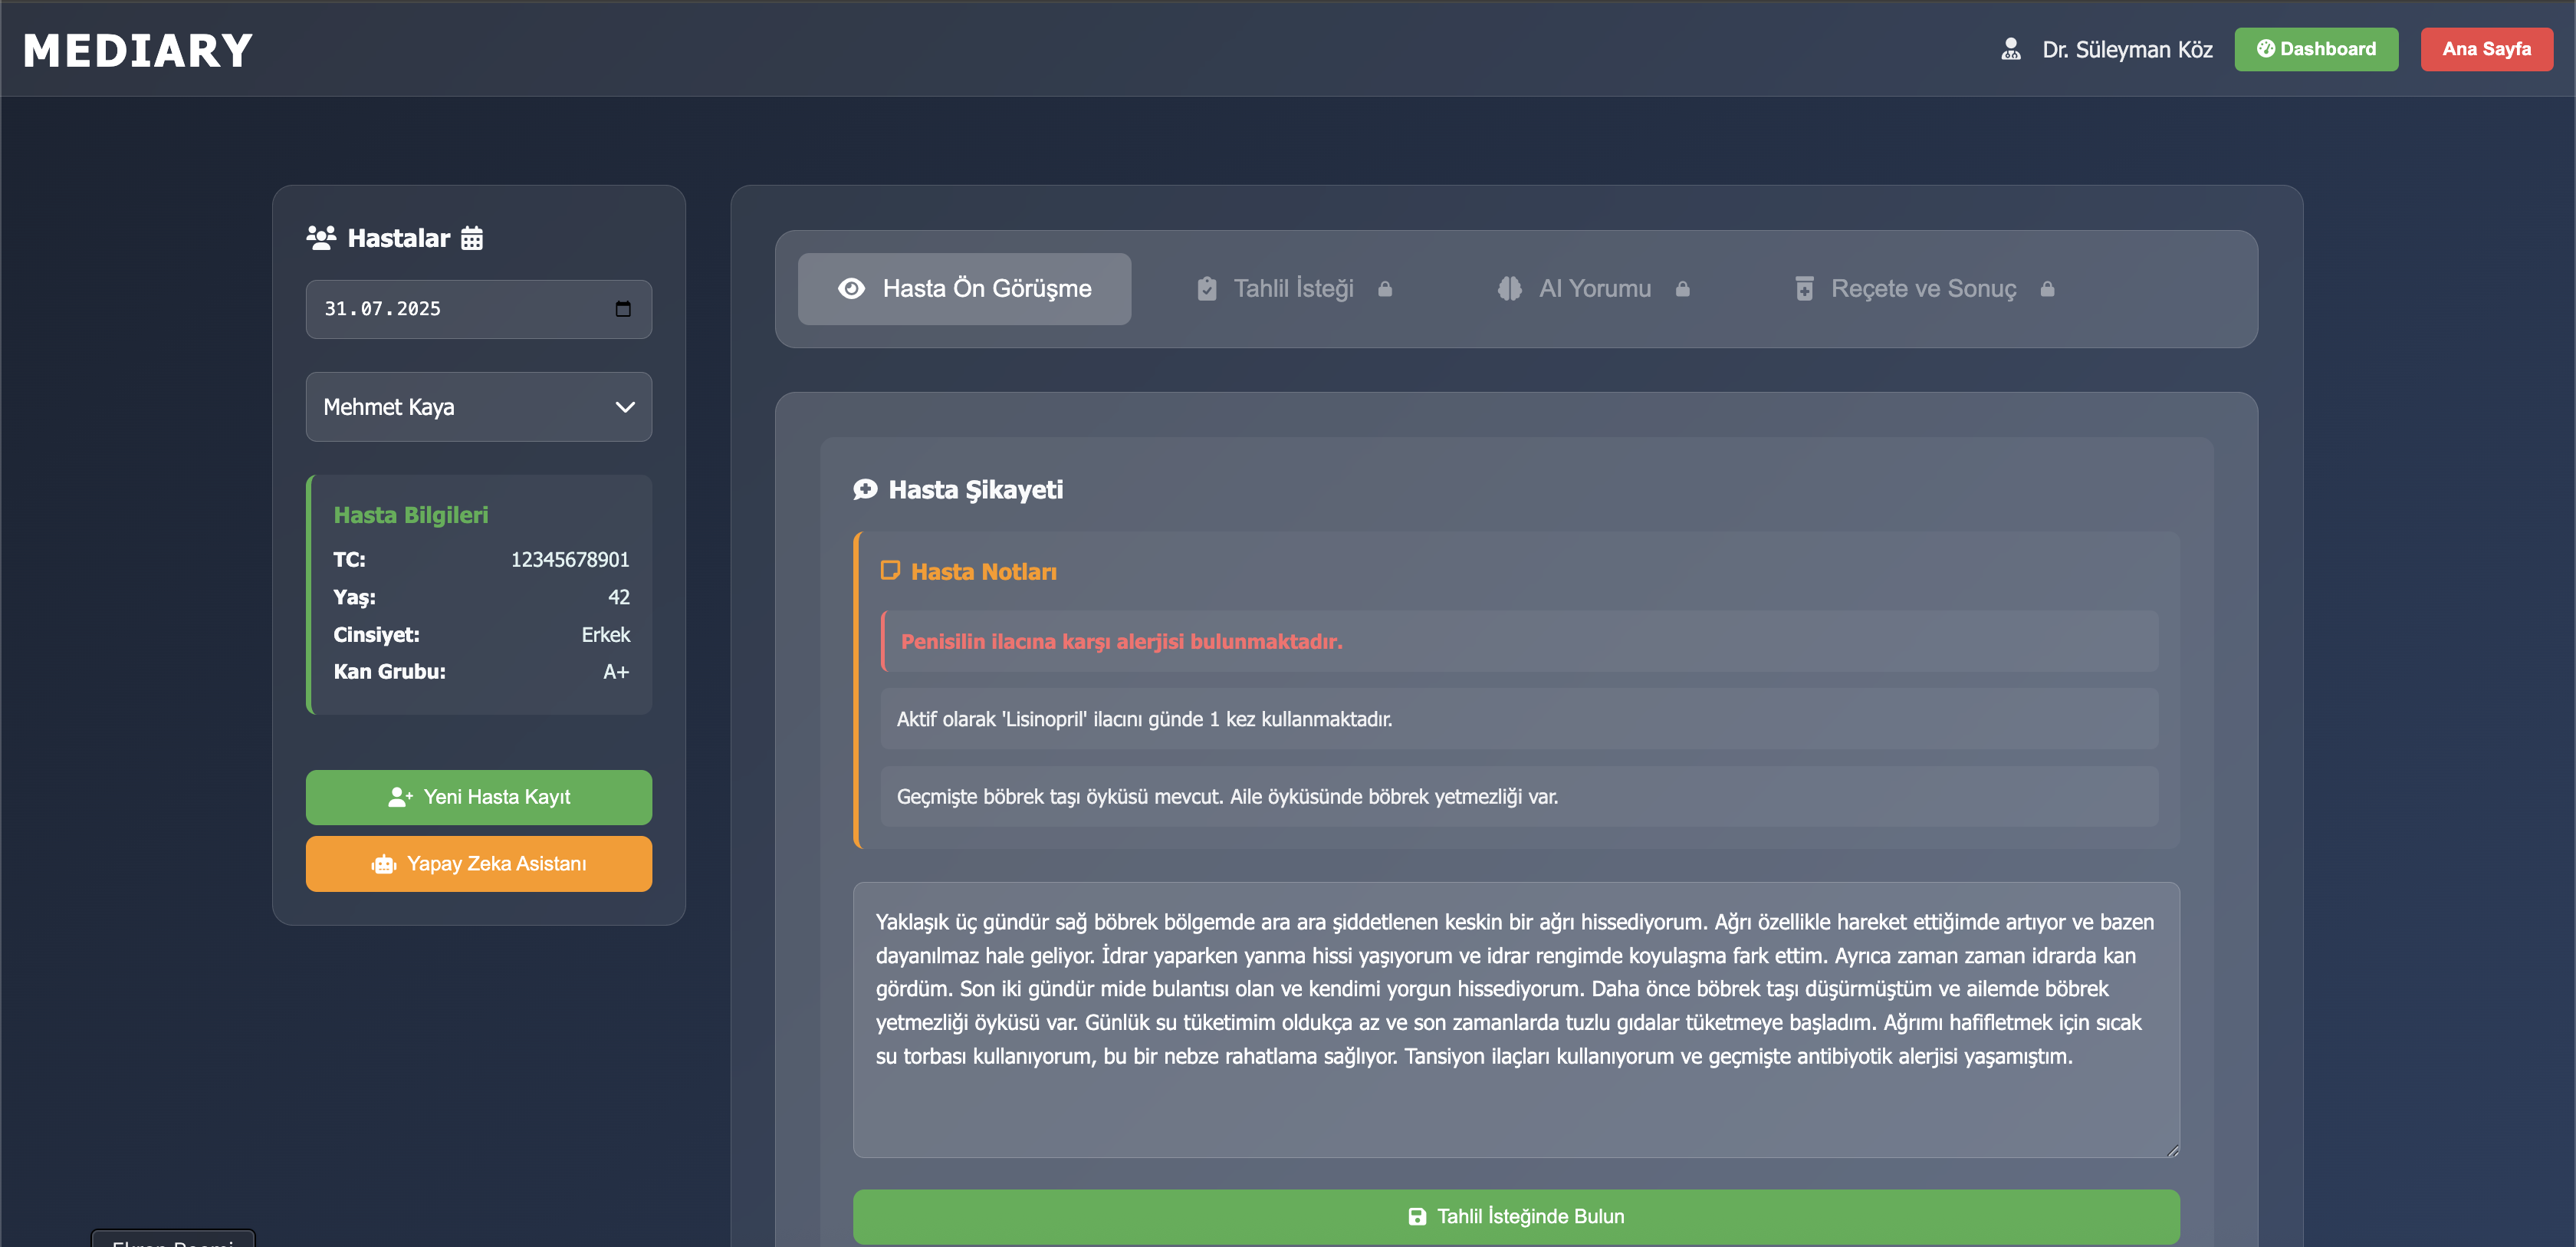 MEDIARY
Dr. Süleyman Köz
Dashboard
Ana Sayfa
Hastalar
31.07.2025
Mehmet Kaya
Hasta Bilgileri
TC: 12345678901
Yaş: 42
Cinsiyet: Erkek
Kan Grubu: A+
Yeni Hasta Kayıt
Yapay Zeka Asistanı
Hasta Ön Görüşme
Tahlil İsteği
AI Yorumu
Reçete ve Sonuç
Hasta Şikayeti
Hasta Notları
Penisilin ilacına karşı alerjisi bulunmaktadır.
Aktif olarak 'Lisinopril' ilacını günde 1 kez kullanmaktadır.
Geçmişte böbrek taşı öyküsü mevcut. Aile öyküsünde böbrek yetmezliği var.
Yaklaşık üç gündür sağ böbrek bölgemde ara ara şiddetlenen keskin bir ağrı hissediyorum. Ağrı özellikle hareket ettiğimde artıyor ve bazen
dayanılmaz hale geliyor. İdrar yaparken yanma hissi yaşıyorum ve idrar rengimde koyulaşma fark ettim. Ayrıca zaman zaman idrarda kan
gördüm. Son iki gündür mide bulantısı olan ve kendimi yorgun hissediyorum. Daha önce böbrek taşı düşürmüştüm ve ailemde böbrek
yetmezliği öyküsü var. Günlük su tüketimim oldukça az ve son zamanlarda tuzlu gıdalar tüketmeye başladım. Ağrımı hafifletmek için sıcak
su torbası kullanıyorum, bu bir nebze rahatlama sağlıyor. Tansiyon ilaçları kullanıyorum ve geçmişte antibiyotik alerjisi yaşamıştım.
Tahlil İsteğinde Bulun